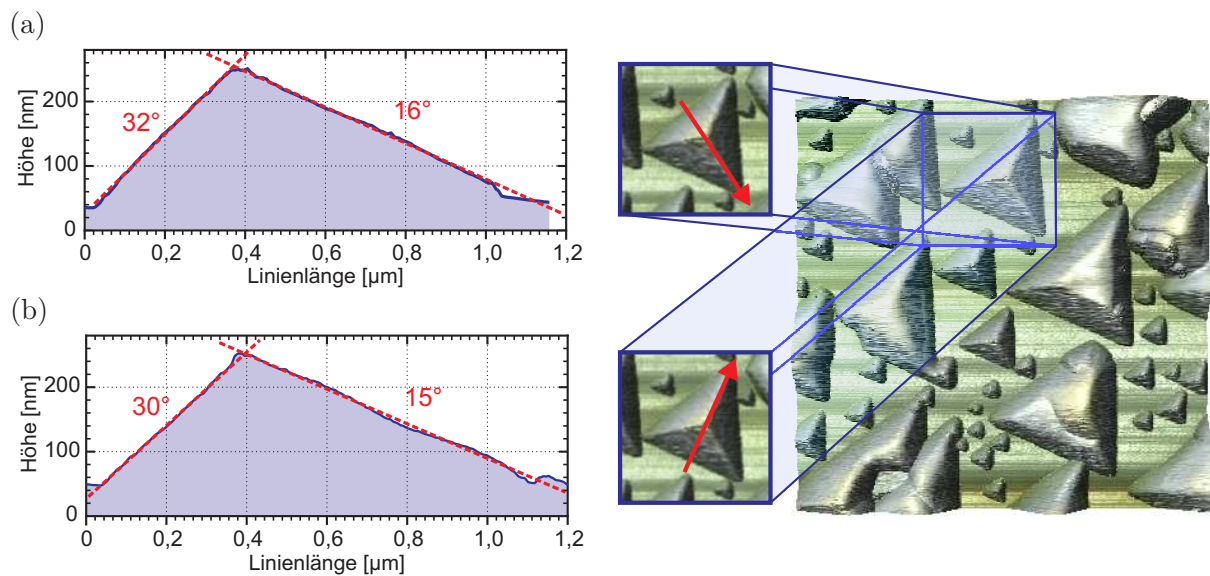 (a)
Höhe [nm]
200
100
0
32°
16°
0 0,2 0,4 0,6 0,8 1,0 1,2
Linienlänge [µm]
(b)
Höhe [nm]
200
100
0
30°
15°
0 0,2 0,4 0,6 0,8 1,0 1,2
Linienlänge [µm]